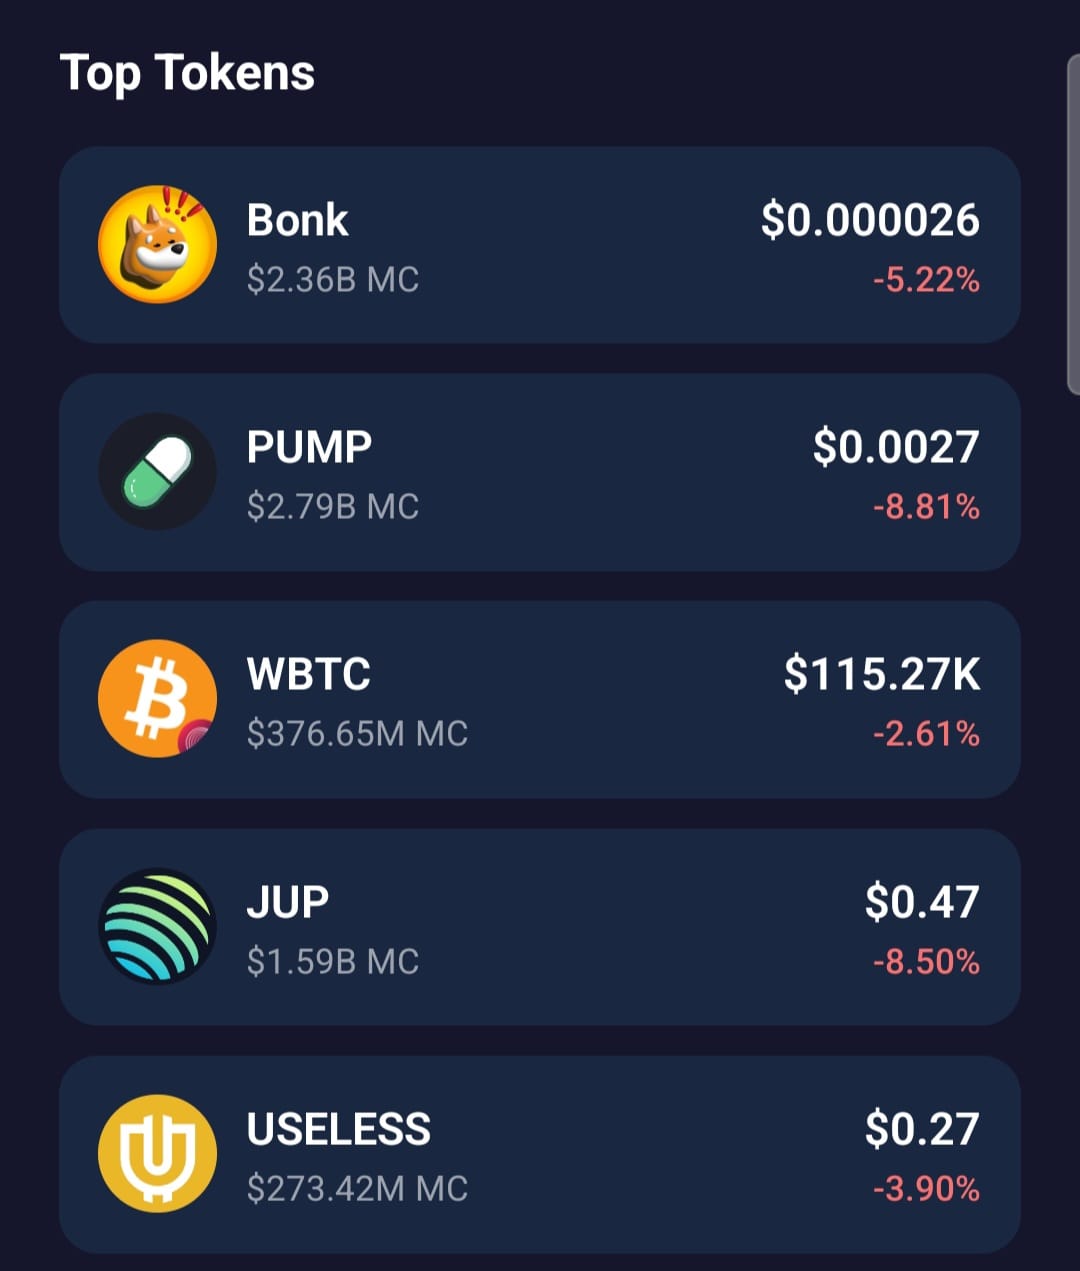 Top Tokens
Bonk $0.000026
$2.36B MC -5.22%
PUMP $0.0027
$2.79B MC -8.81%
WBTC $115.27K
$376.65M MC -2.61%
JUP $0.47
$1.59B MC -8.50%
USELESS $0.27
$273.42M MC -3.90%